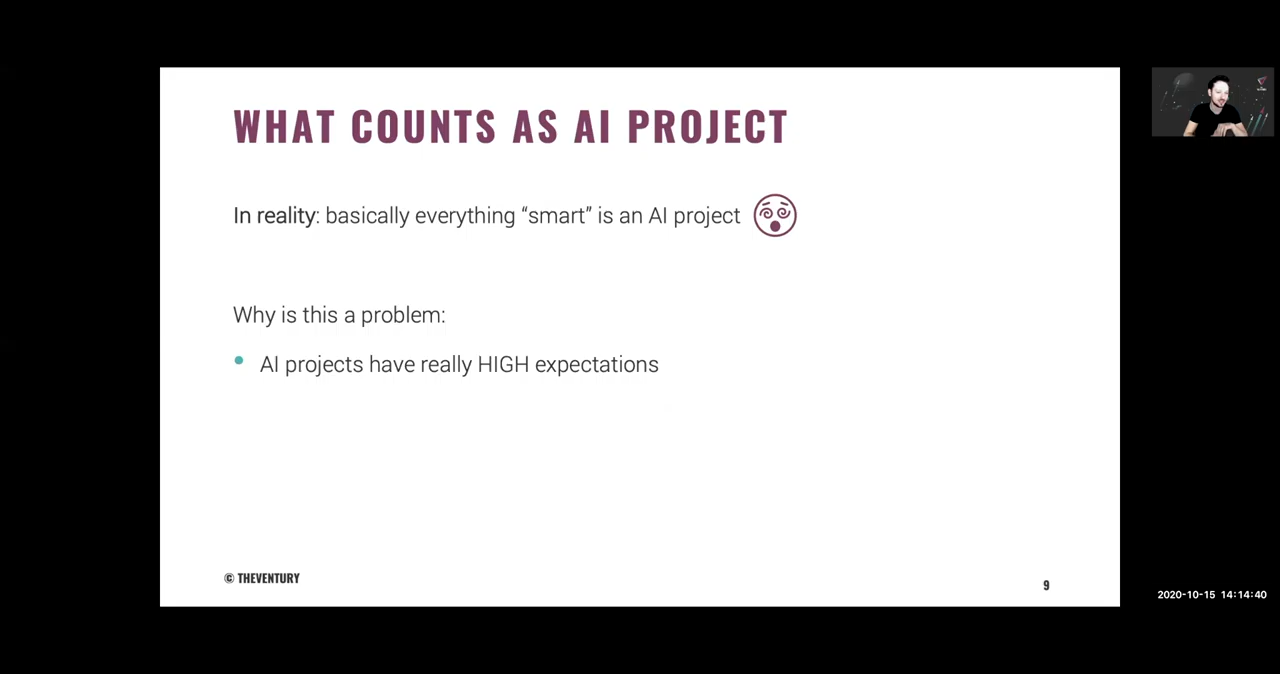 WHAT COUNTS AS AI PROJECT
In reality: basically everything “smart” is an AI project
Why is this a problem:
• AI projects have really HIGH expectations
© THEVENTURY
9
2020-10-15 14:14:40